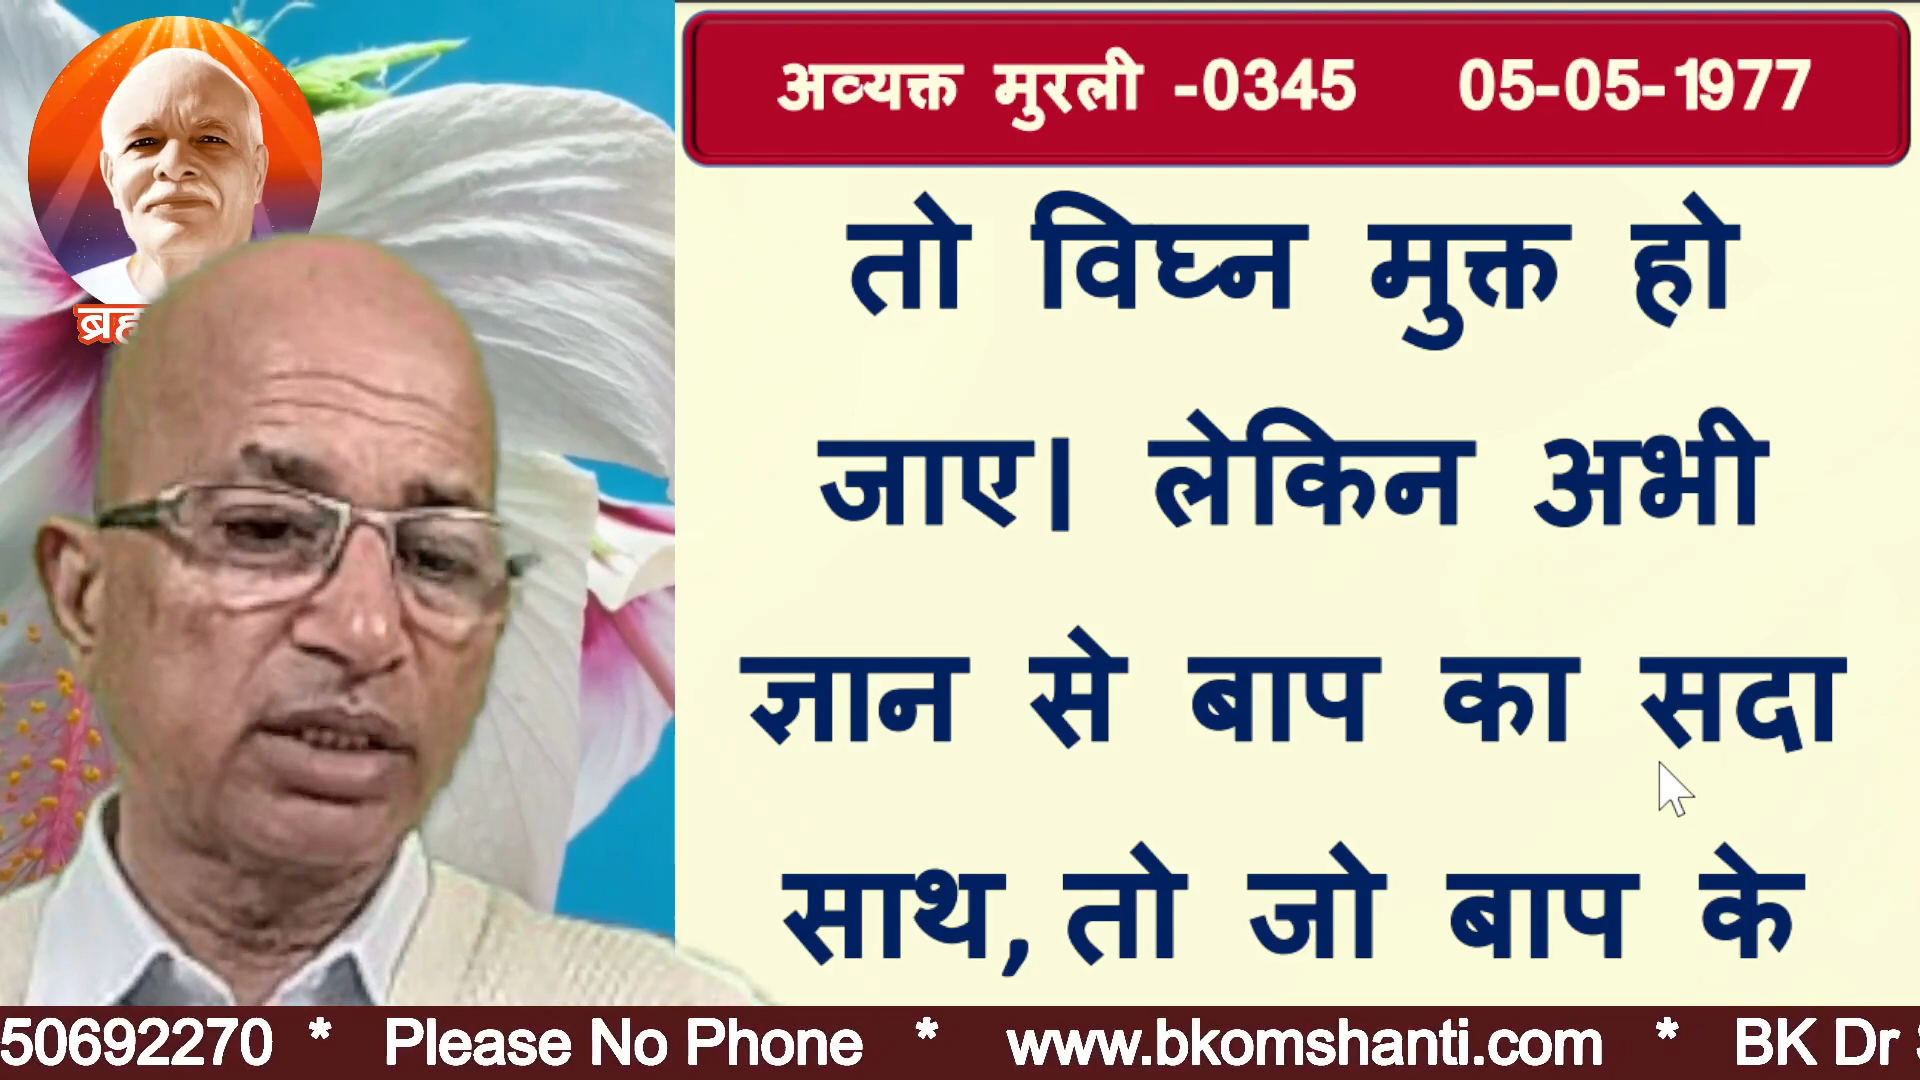 अव्यक्त मुरली -0345 05-05-1977
तो विघ्न मुक्त हो
जाए। लेकिन अभी
ज्ञान से बाप का सदा
साथ, तो जो बाप के
50692270 * Please No Phone * www.bkomshanti.com * BK Dr